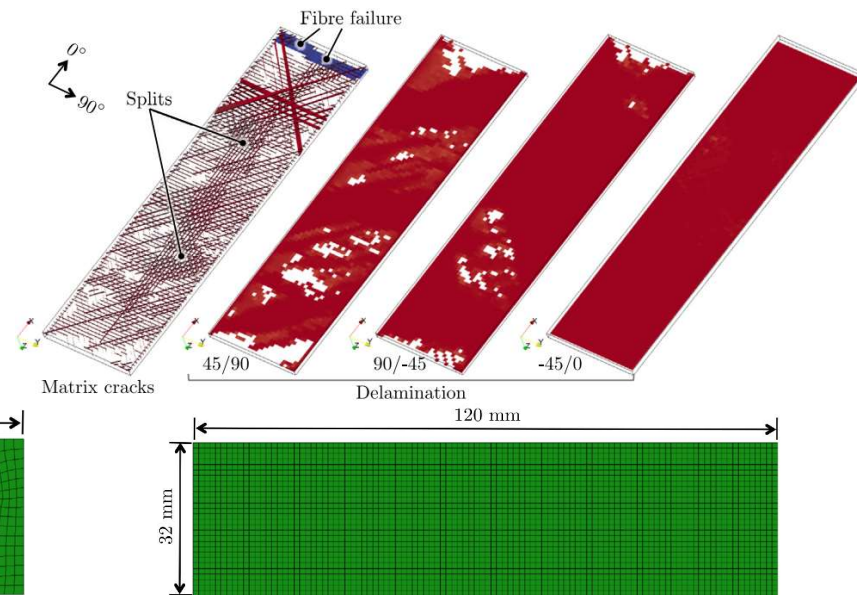 Fibre failure
0°
90°
Splits
X
Y
X
Y
X
Y
X
Y
45/90
90/-45
-45/0
Matrix cracks
Delamination
120 mm
32 mm